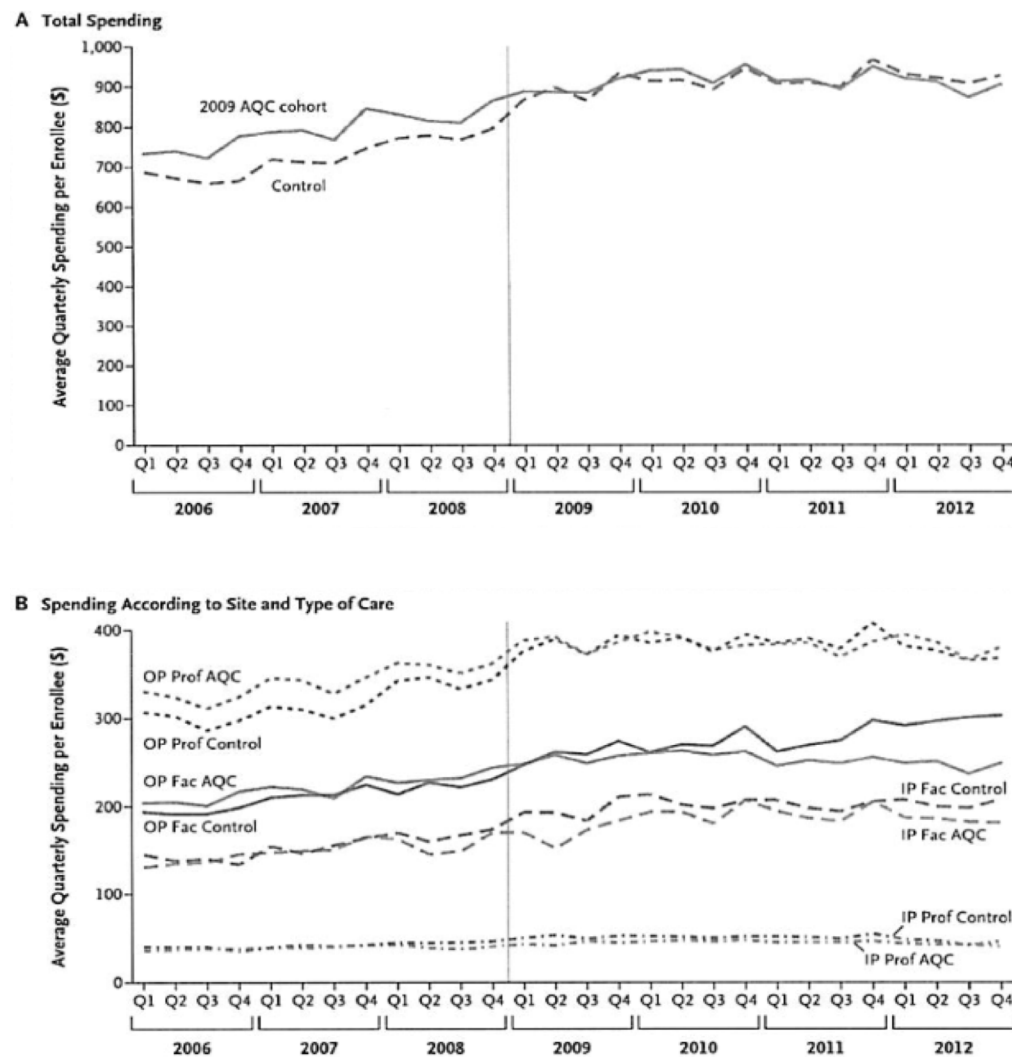 A Total Spending
1,000
900
800
700
600
500
400
300
200
100
0
Average Quarterly Spending per Enrollee ($)
2009 AQC cohort
Control
Q1 Q2 Q3 Q4 Q1 Q2 Q3 Q4 Q1 Q2 Q3 Q4 Q1 Q2 Q3 Q4 Q1 Q2 Q3 Q4 Q1 Q2 Q3 Q4 Q1 Q2 Q3 Q4
2006 2007 2008 2009 2010 2011 2012
B Spending According to Site and Type of Care
400
300
200
100
0
Average Quarterly Spending per Enrollee ($)
OP Prof AQC
OP Prof Control
OP Fac AQC
OP Fac Control
IP Fac Control
IP Fac AQC
IP Prof Control
IP Prof AQC
Q1 Q2 Q3 Q4 Q1 Q2 Q3 Q4 Q1 Q2 Q3 Q4 Q1 Q2 Q3 Q4 Q1 Q2 Q3 Q4 Q1 Q2 Q3 Q4 Q1 Q2 Q3 Q4
2006 2007 2008 2009 2010 2011 2012